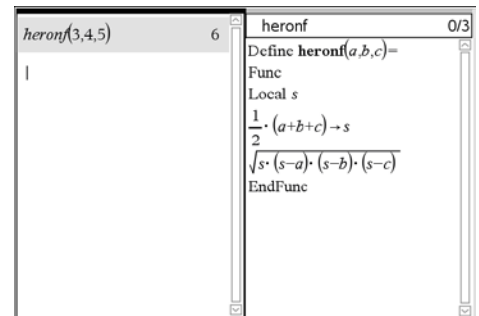 heronf(3,4,5) 6
heronf 0/3
Define heronf(a,b,c)=
Func
Local s
1/2·(a+b+c)→s
√(s·(s−a)·(s−b)·(s−c))
EndFunc